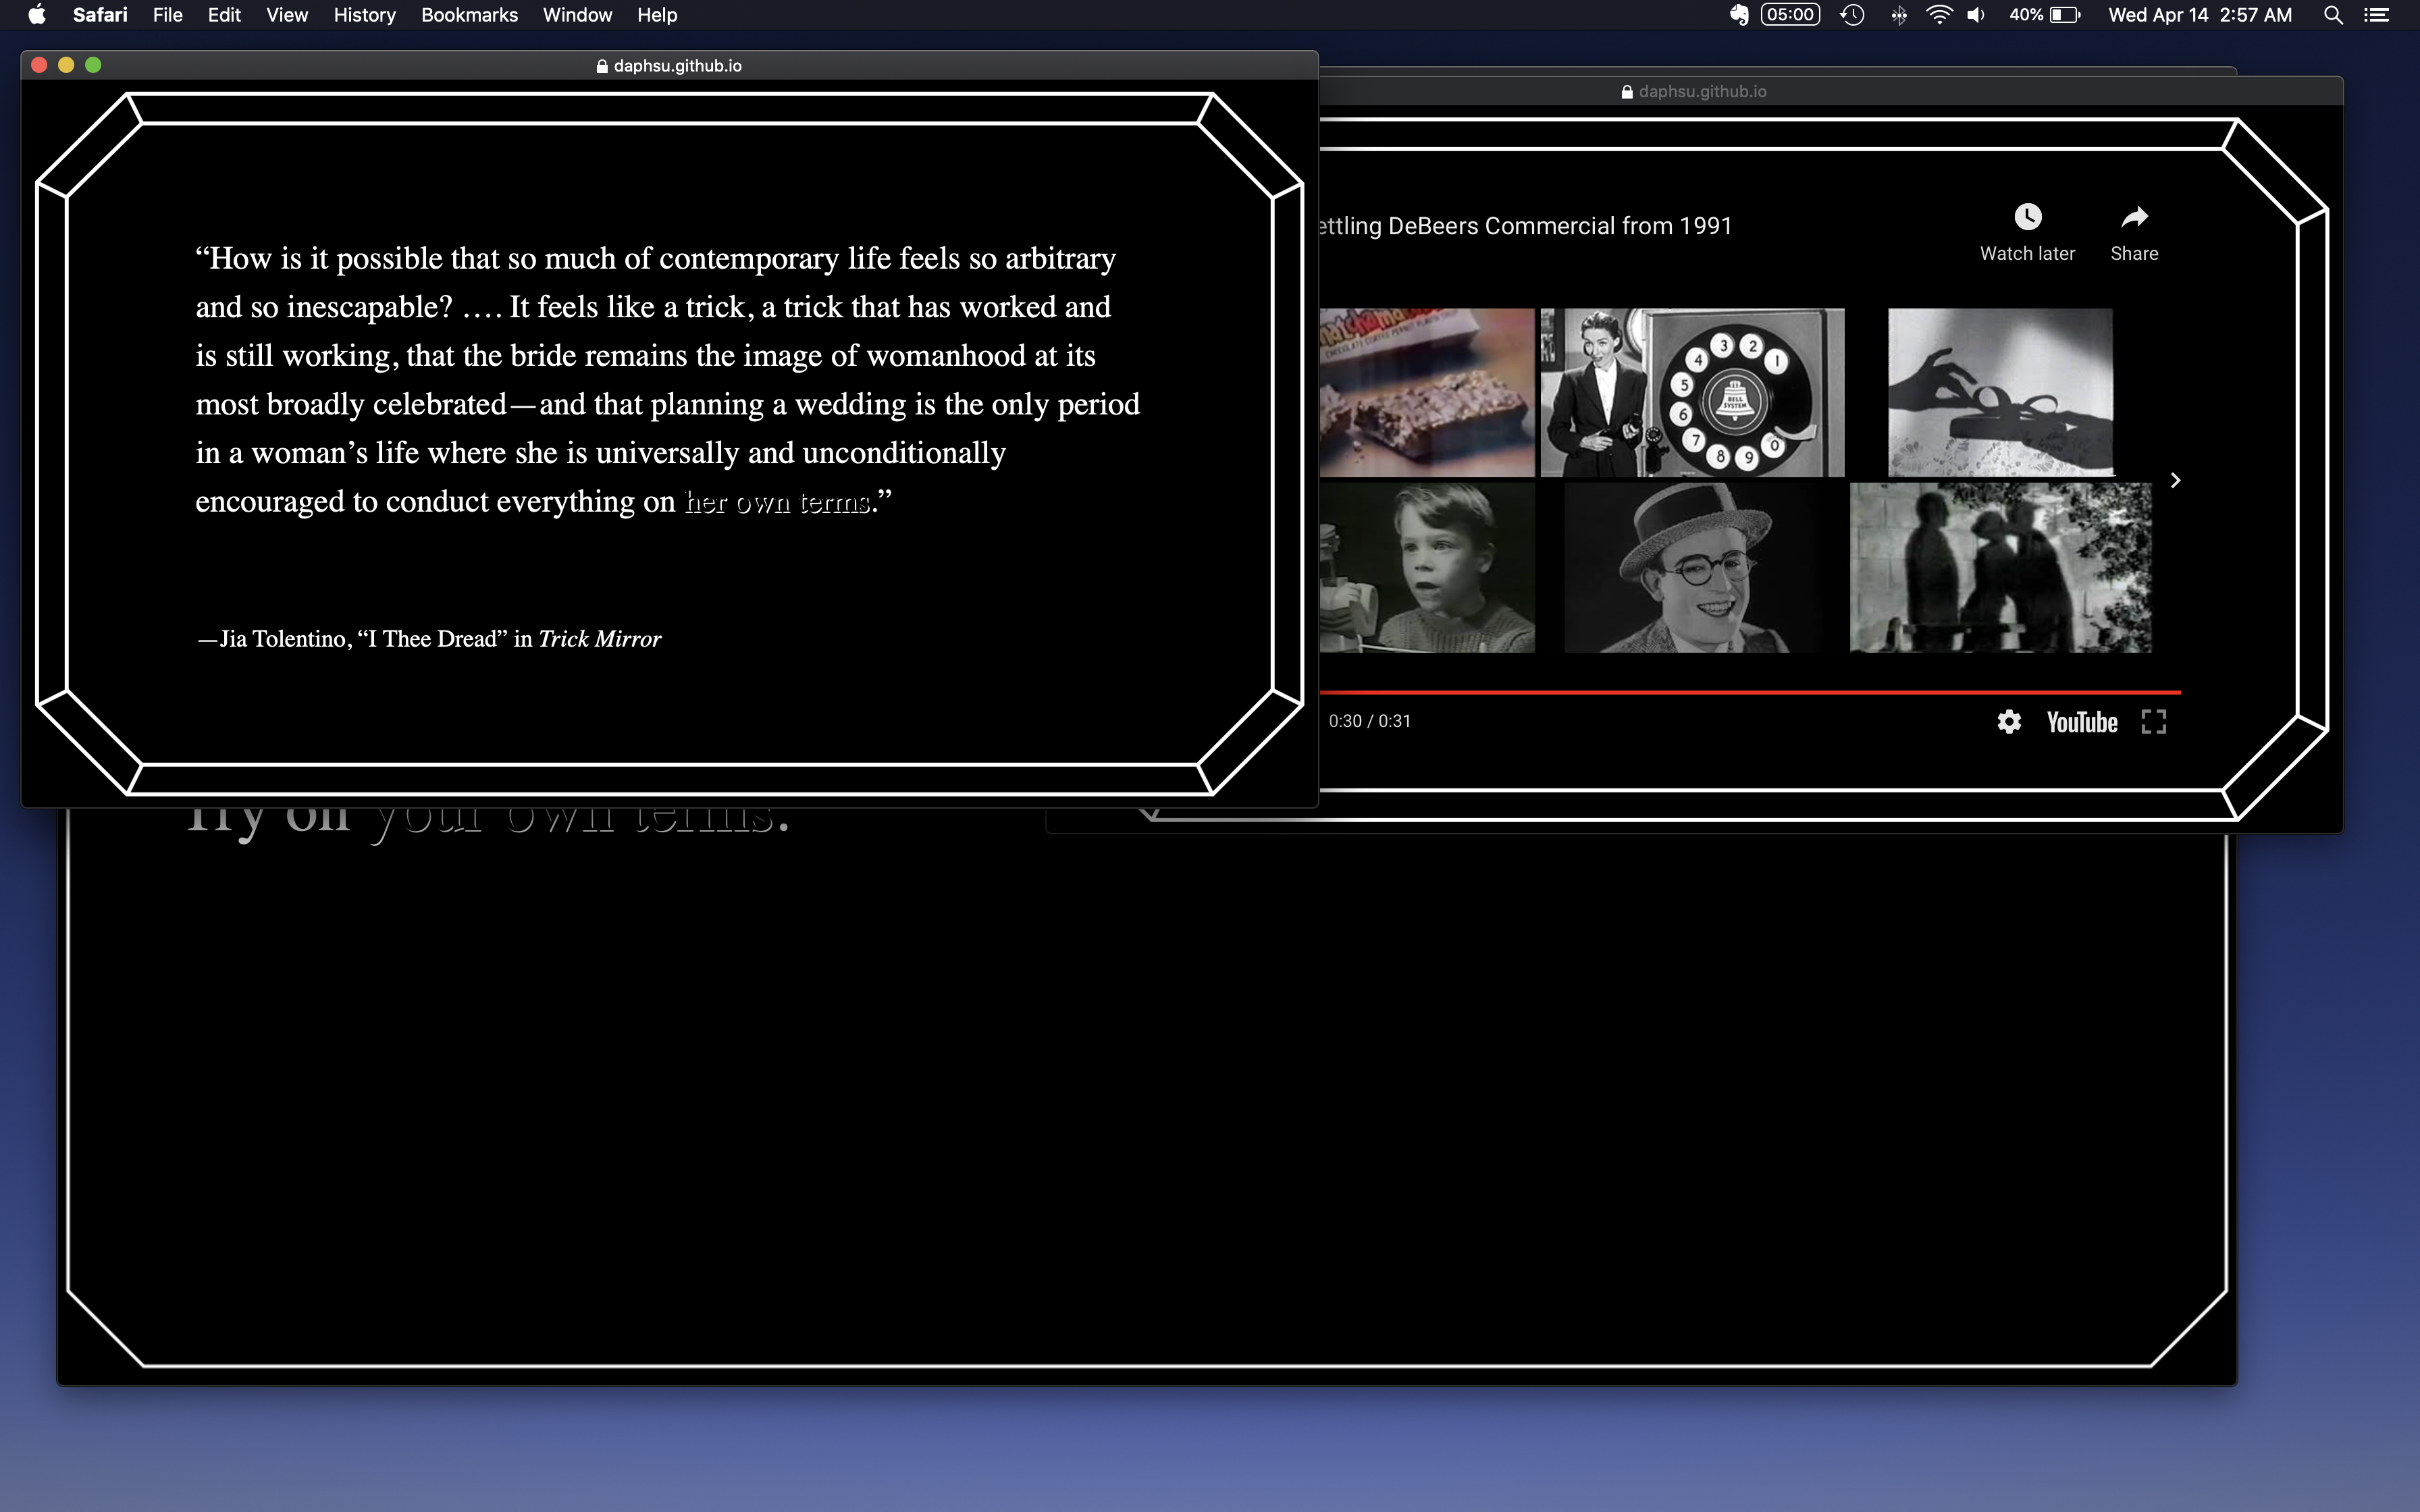 Safari File Edit View History Bookmarks Window Help
05:00 40% Wed Apr 14 2:57 AM
daphsu.github.io
“How is it possible that so much of contemporary life feels so arbitrary
and so inescapable? .... It feels like a trick, a trick that has worked and
is still working, that the bride remains the image of womanhood at its
most broadly celebrated—and that planning a wedding is the only period
in a woman’s life where she is universally and unconditionally
encouraged to conduct everything on her own terms.”
—Jia Tolentino, “I Thee Dread” in Trick Mirror
daphsu.github.io
ettling DeBeers Commercial from 1991
Watch later
Share
CHOCOLATE COATED PEANUT
1 2 3 4 5 6 7 8 9 0
BELL
SYSTEM
0:30 / 0:31
YouTube
Try on your own terms.